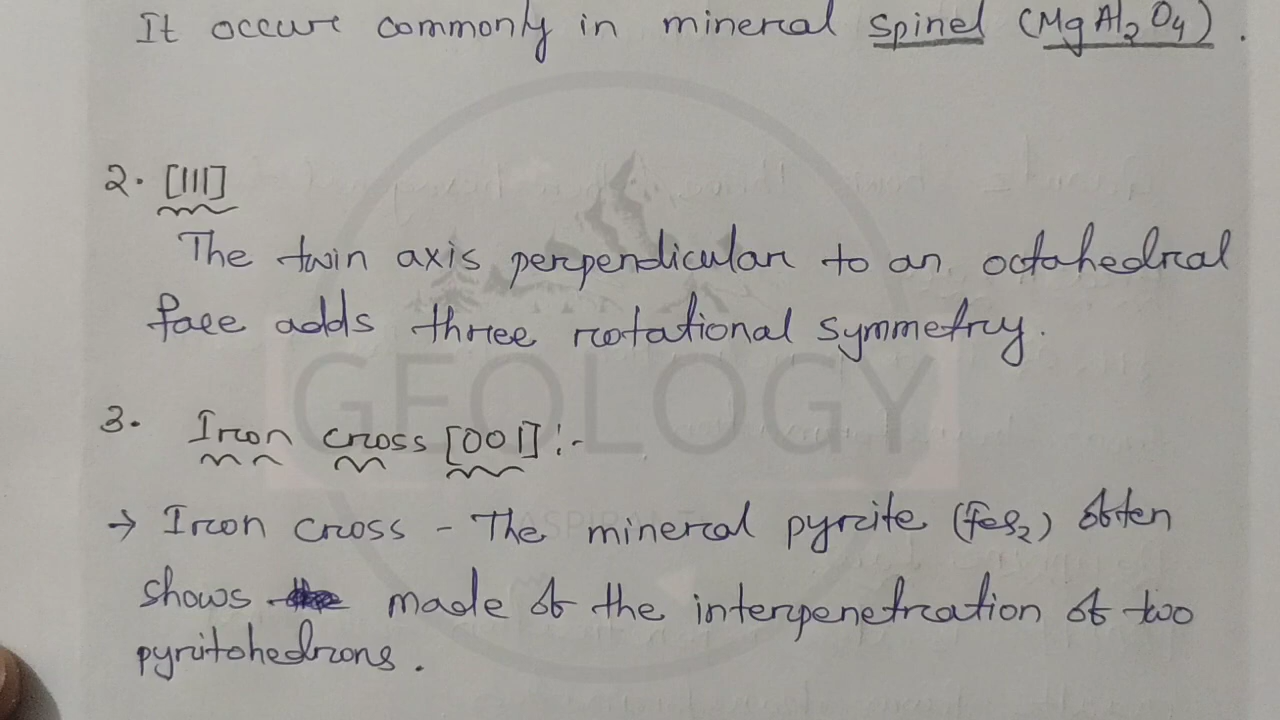 It occure commonly in mineral spinel (MgAl₂O₄).
2. [111]
The twin axis perpendicular to an octahedral
face adds three rotational symmetry.
GEOLOGY
3. Iron cross [001]:-
→ Iron cross - The mineral pyrite (FeS₂) often
shows made of the interpenetration of two
pyritohedrons.